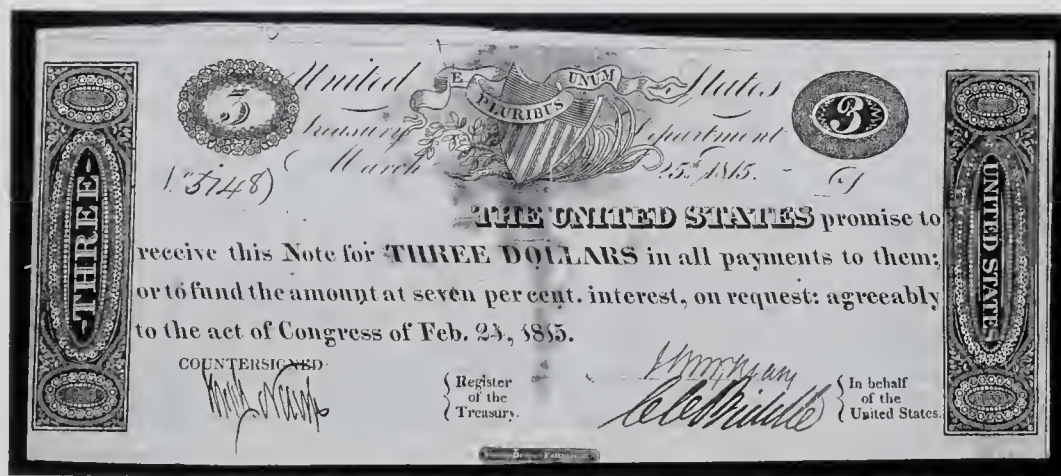 3 United E PLURIBUS UNUM States 3
Treasury Department
March 25th 1815.
5748)
THE UNITED STATES promise to
receive this Note for THREE DOLLARS in all payments to them;
or to fund the amount at seven per cent. interest, on request: agreeably
to the act of Congress of Feb. 24, 1815.
COUNTERSIGNED
Register
of the
Treasury.
In behalf
of the
United States.
THREE
UNITED STATES